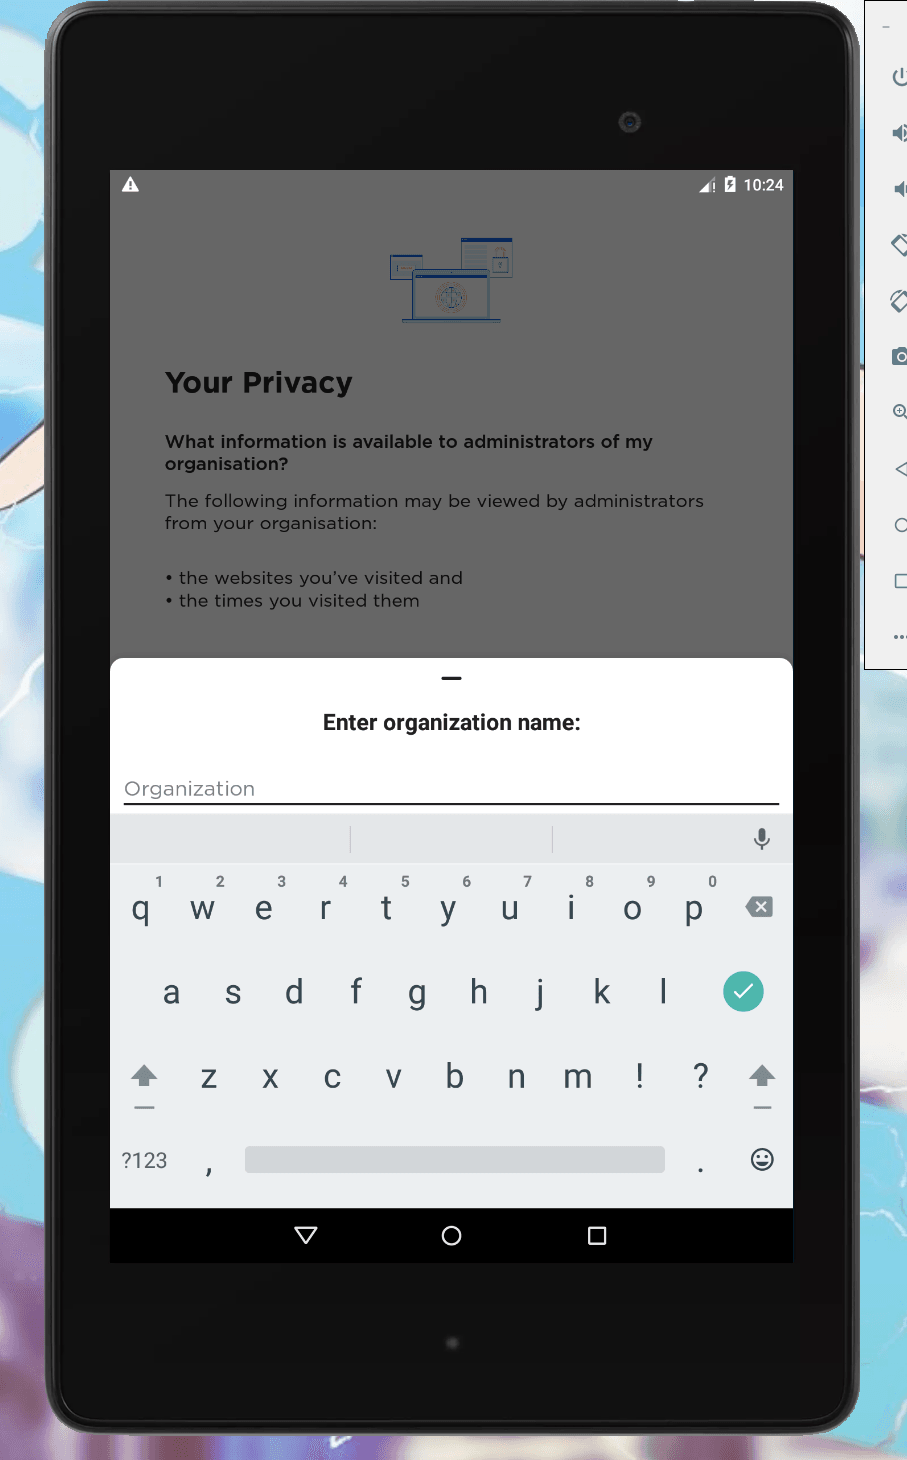 10:24
Your Privacy
What information is available to administrators of my
organisation?
The following information may be viewed by administrators
from your organisation:
• the websites you’ve visited and
• the times you visited them
Enter organization name:
Organization
1 2 3 4 5 6 7 8 9 0
q w e r t y u i o p
a s d f g h j k l
z x c v b n m ! ?
?123 , .